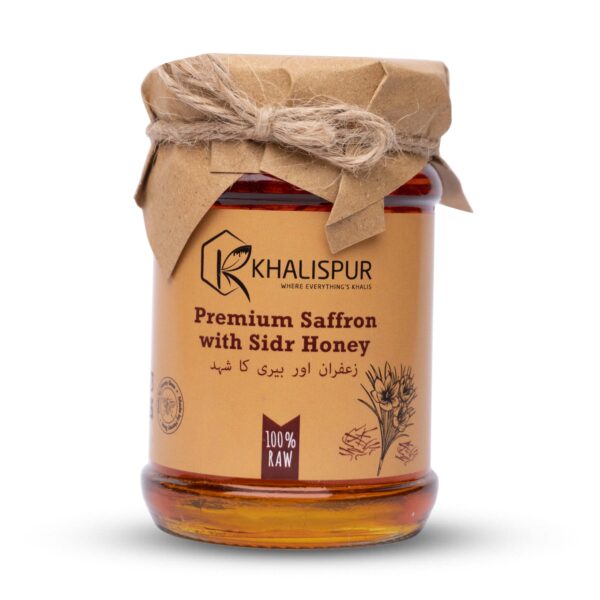 KHALISPUR
WHERE EVERYTHING'S KHALIS
Premium Saffron
with Sidr Honey
زعفران اور بیری کا شہد
100%
RAW